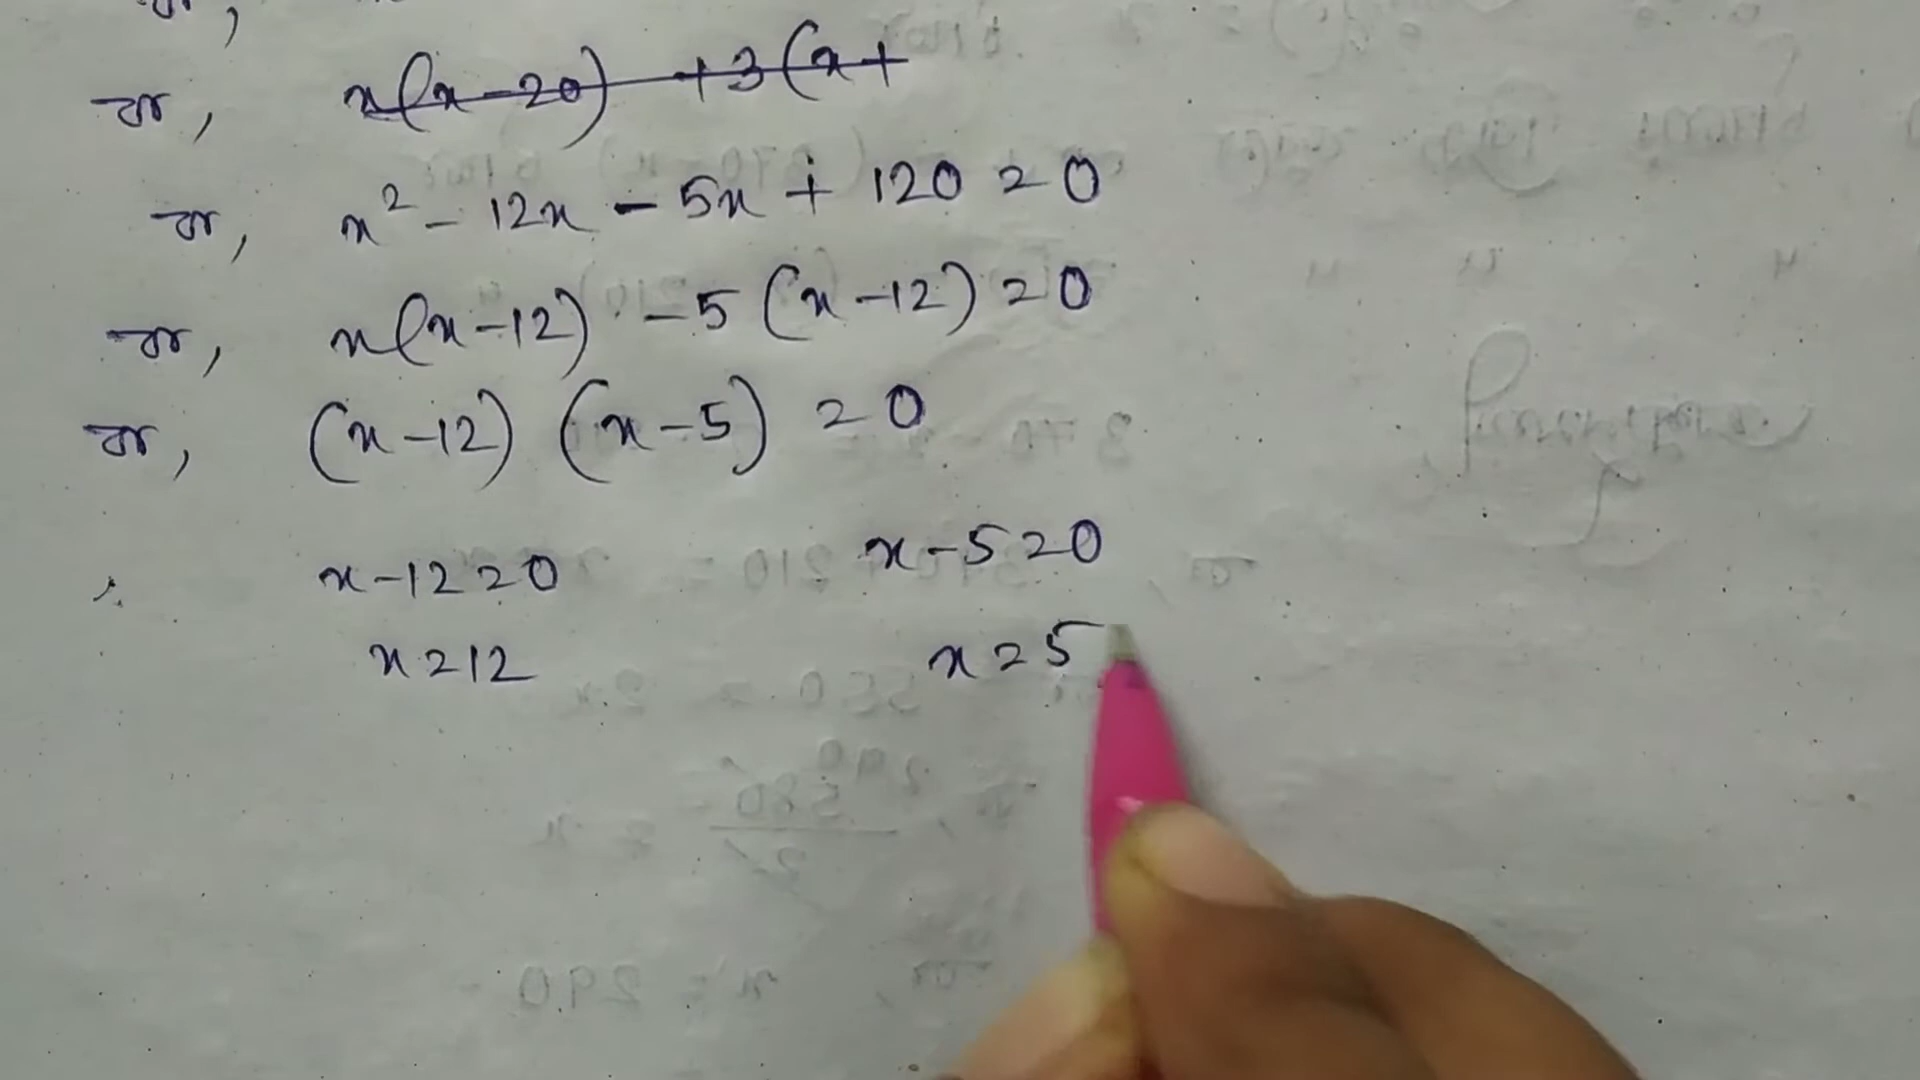 বা, x(x-20) +3(x+
বা, x² - 12x - 5x + 120 = 0
বা, x(x-12) - 5(x-12) = 0
বা, (x-12) (x-5) = 0
∴ x-12=0 x-5=0
x=12 x=5